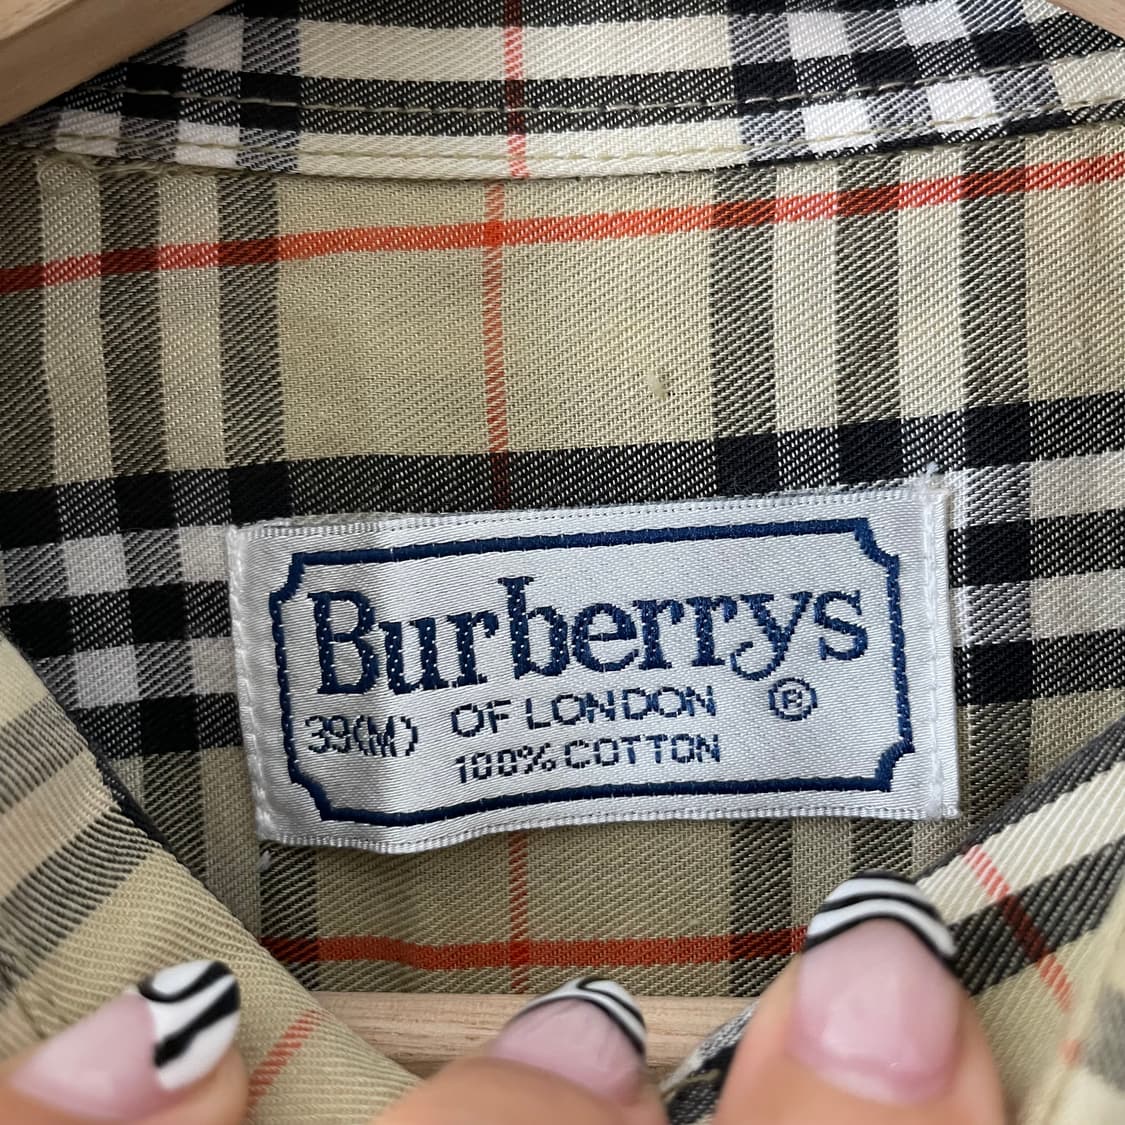 Burberrys
39(M) OF LONDON ®
100% COTTON